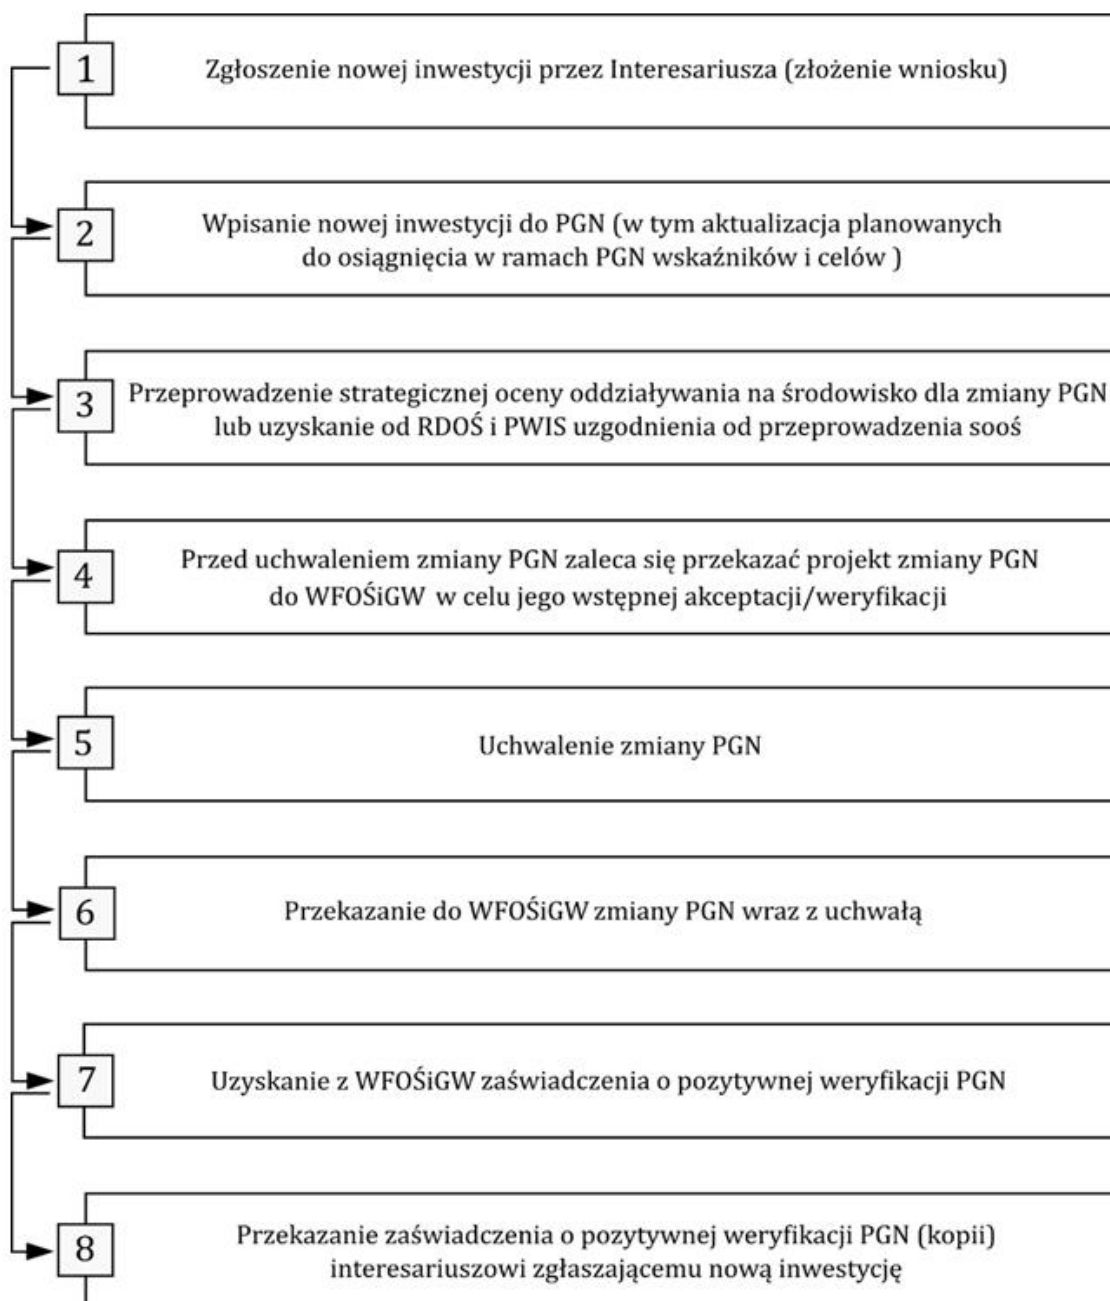 1
Zgłoszenie nowej inwestycji przez Interesariusza (złożenie wniosku)
2
Wpisanie nowej inwestycji do PGN (w tym aktualizacja planowanych
do osiągnięcia w ramach PGN wskaźników i celów )
3
Przeprowadzenie strategicznej oceny oddziaływania na środowisko dla zmiany PGN
lub uzyskanie od RDOŚ i PWIS uzgodnienia od przeprowadzenia sooś
4
Przed uchwaleniem zmiany PGN zaleca się przekazać projekt zmiany PGN
do WFOŚiGW w celu jego wstępnej akceptacji/weryfikacji
5
Uchwalenie zmiany PGN
6
Przekazanie do WFOŚiGW zmiany PGN wraz z uchwałą
7
Uzyskanie z WFOŚiGW zaświadczenia o pozytywnej weryfikacji PGN
8
Przekazanie zaświadczenia o pozytywnej weryfikacji PGN (kopii)
interesariuszowi zgłaszającemu nową inwestycję